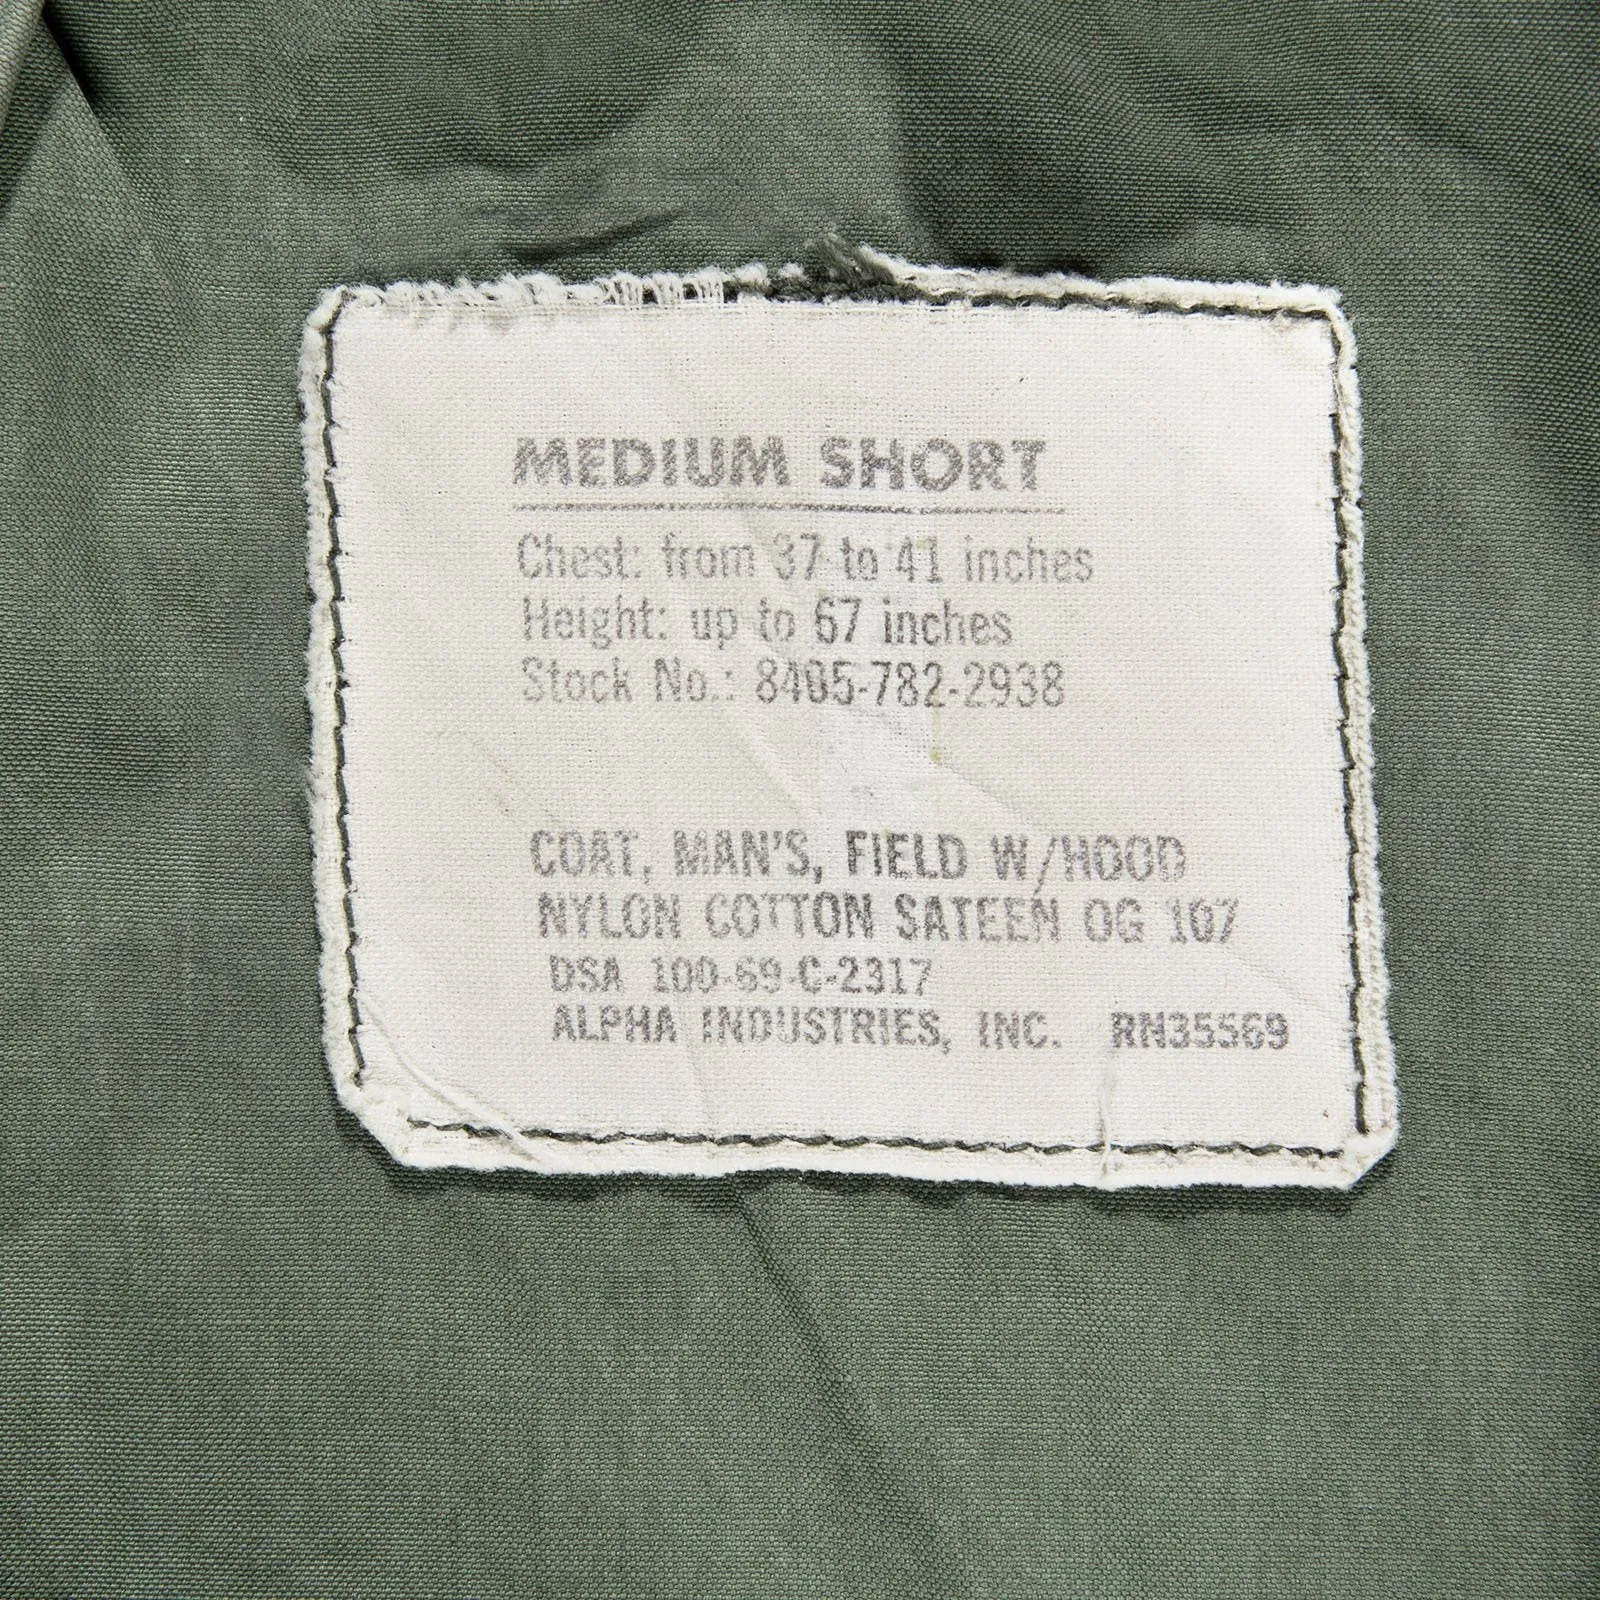 MEDIUM SHORT
Chest: from 37 to 41 inches
Height: up to 67 inches
Stock No.: 8405-782-2938
COAT, MAN'S, FIELD W/HOOD
NYLON COTTON SATEEN OG 107
DSA 100-69-C-2317
ALPHA INDUSTRIES, INC. RN35569